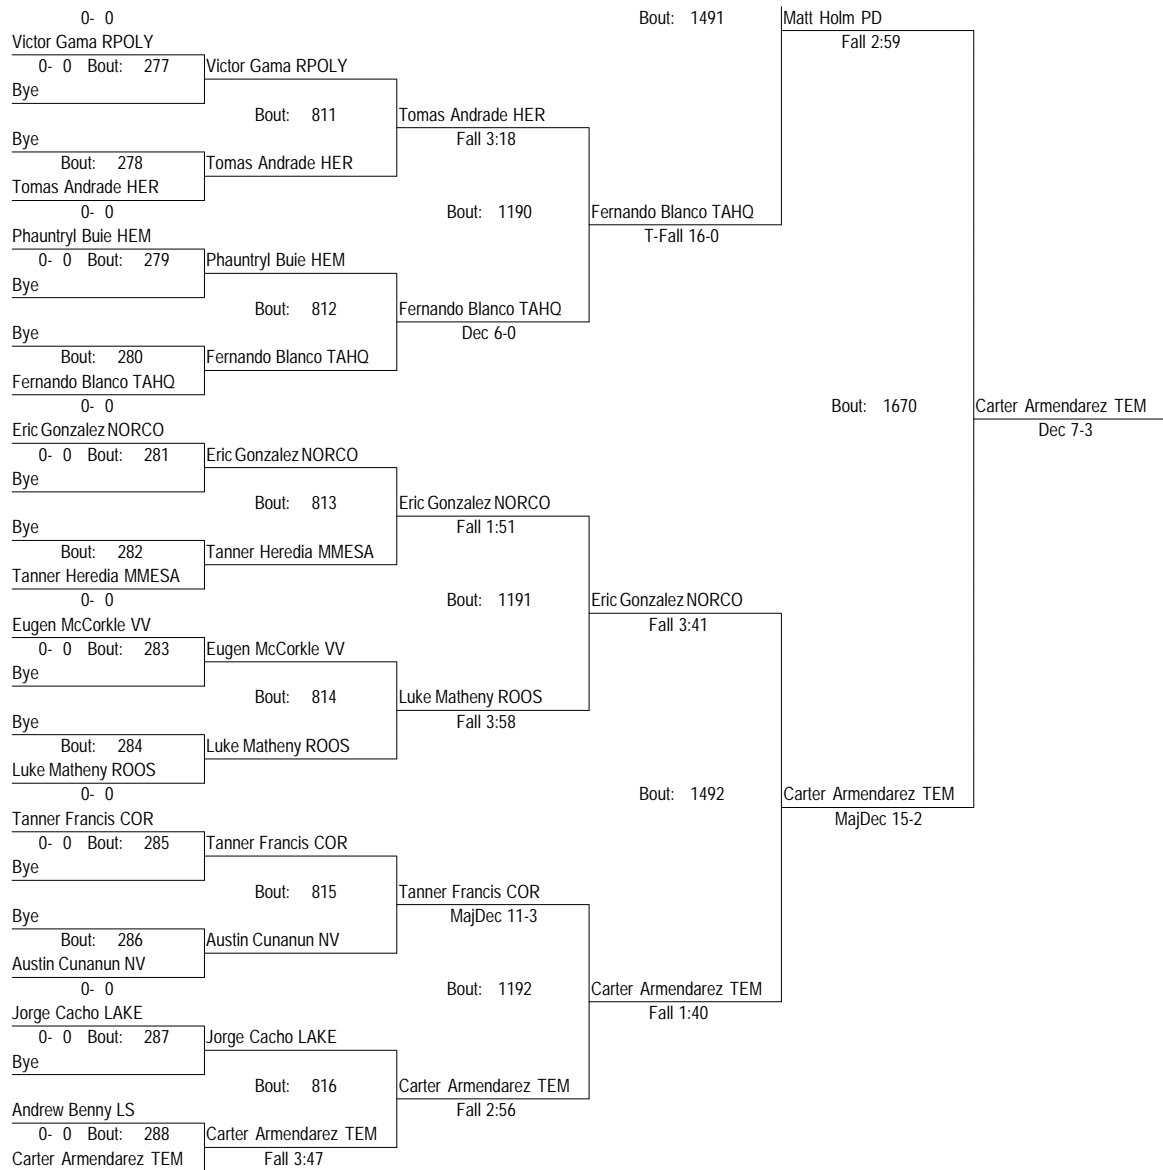 0- 0 Bout: 1491 Matt Holm PD
Victor Gama RPOLY Fall 2:59
0- 0 Bout: 277 Victor Gama RPOLY
Bye
Bout: 811 Tomas Andrade HER
Bye Fall 3:18
Bout: 278 Tomas Andrade HER
Tomas Andrade HER
0- 0 Bout: 1190 Fernando Blanco TAHQ
Phauntryl Buie HEM T-Fall 16-0
0- 0 Bout: 279 Phauntryl Buie HEM
Bye
Bout: 812 Fernando Blanco TAHQ
Bye Dec 6-0
Bout: 280 Fernando Blanco TAHQ
Fernando Blanco TAHQ
0- 0 Bout: 1670 Carter Armendarez TEM
Eric Gonzalez NORCO Dec 7-3
0- 0 Bout: 281 Eric Gonzalez NORCO
Bye
Bout: 813 Eric Gonzalez NORCO
Bye Fall 1:51
Bout: 282 Tanner Heredia MMESA
Tanner Heredia MMESA
0- 0 Bout: 1191 Eric Gonzalez NORCO
Eugen McCorkle VV Fall 3:41
0- 0 Bout: 283 Eugen McCorkle VV
Bye
Bout: 814 Luke Matheny ROOS
Bye Fall 3:58
Bout: 284 Luke Matheny ROOS
Luke Matheny ROOS
0- 0 Bout: 1492 Carter Armendarez TEM
Tanner Francis COR MajDec 15-2
0- 0 Bout: 285 Tanner Francis COR
Bye
Bout: 815 Tanner Francis COR
Bye MajDec 11-3
Bout: 286 Austin Cunanun NV
Austin Cunanun NV
0- 0 Bout: 1192 Carter Armendarez TEM
Jorge Cacho LAKE Fall 1:40
0- 0 Bout: 287 Jorge Cacho LAKE
Bye
Bout: 816 Carter Armendarez TEM
Andrew Benny LS Fall 2:56
0- 0 Bout: 288 Carter Armendarez TEM
Carter Armendarez TEM Fall 3:47